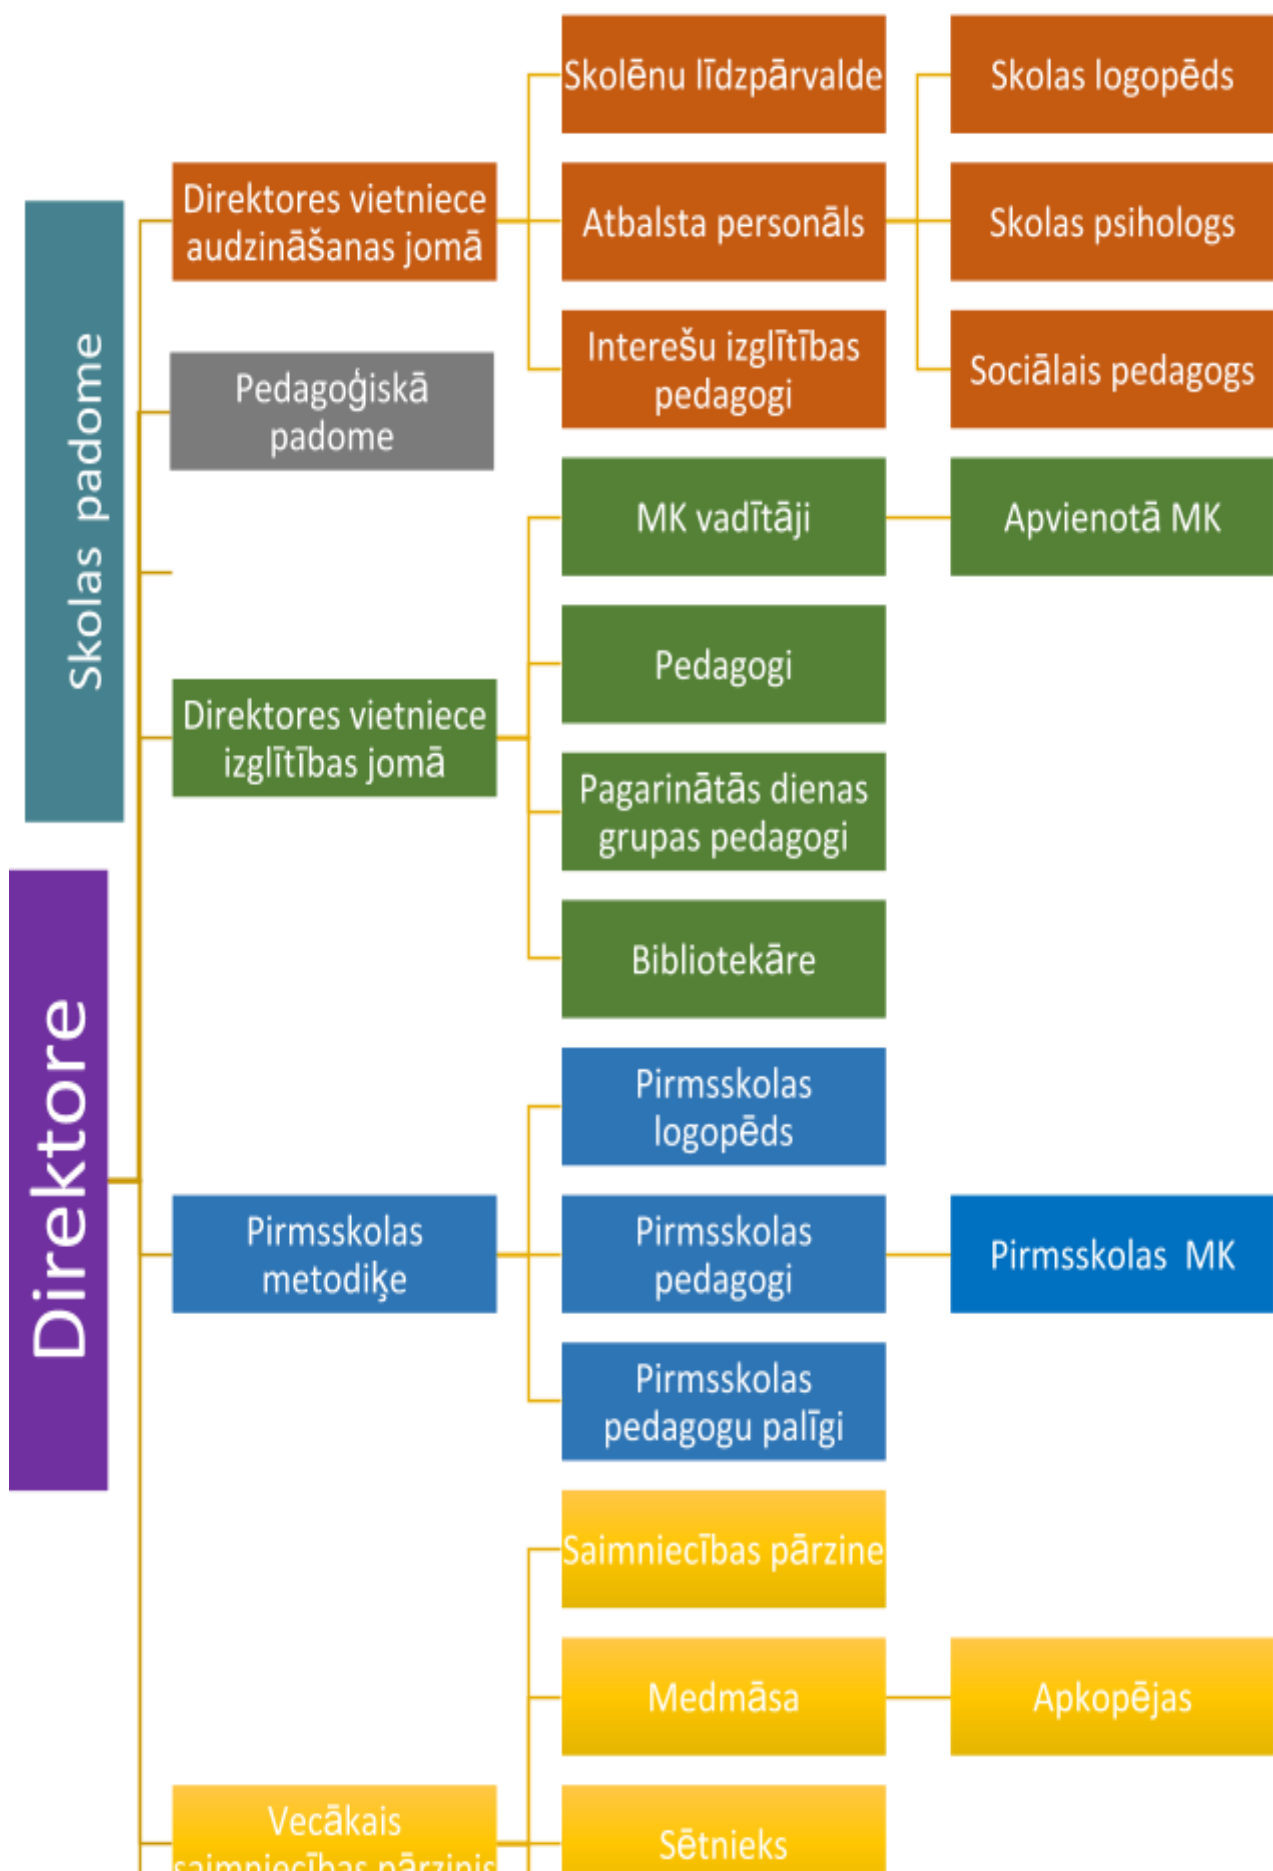 Skolas padome
Direktore
Direktores vietniece
audzināšanas jomā
Skolēnu līdzpārvalde
Atbalsta personāls
Skolas logopēds
Skolas psihologs
Sociālais pedagogs
Interešu izglītības
pedagogi
Pedagoģiskā
padome
Direktores vietniece
izglītības jomā
MK vadītāji
Apvienotā MK
Pedagogi
Pagarinātās dienas
grupas pedagogi
Bibliotekāre
Pirmsskolas
metodiķe
Pirmsskolas
logopēds
Pirmsskolas
pedagogi
Pirmsskolas MK
Pirmsskolas
pedagogu palīgi
Vecākais
saimniecības pārzinis
Saimniecības pārzine
Medmāsa
Apkopējas
Sētnieks